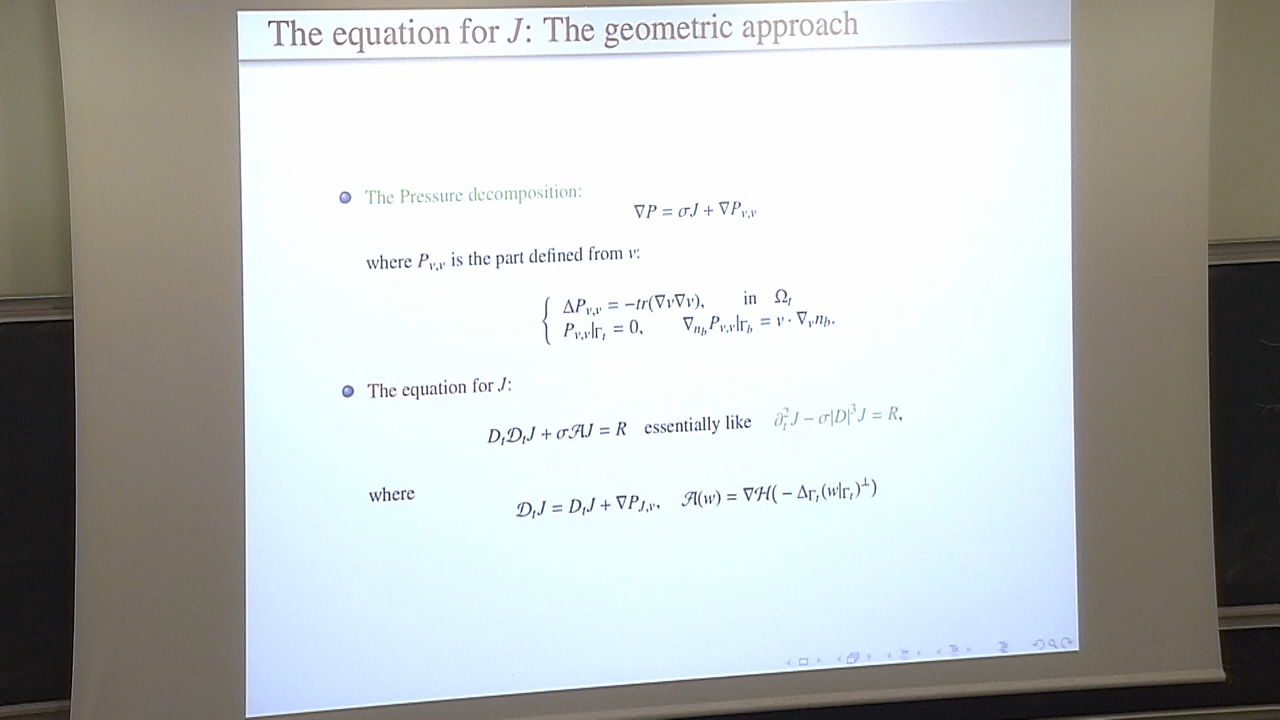 The equation for J: The geometric approach
The Pressure decomposition:
∇P = σJ + ∇P_{v,v}
where P_{v,v} is the part defined from v:
{ ΔP_{v,v} = −tr(∇v∇v), in Ω_t
P_{v,v}|_{Γ_t} = 0, ∇_{n_b}P_{v,v}|_{Γ_b} = v · ∇_v n_b.
The equation for J:
D_t𝒟_tJ + σ𝒜J = R essentially like ∂_t^2 J − σ|D|^3 J = R,
where
𝒟_tJ = D_tJ + ∇P_{J,v}, 𝒜(w) = ∇ℋ( − Δ_{Γ_t}(w|_{Γ_t})^⊥)